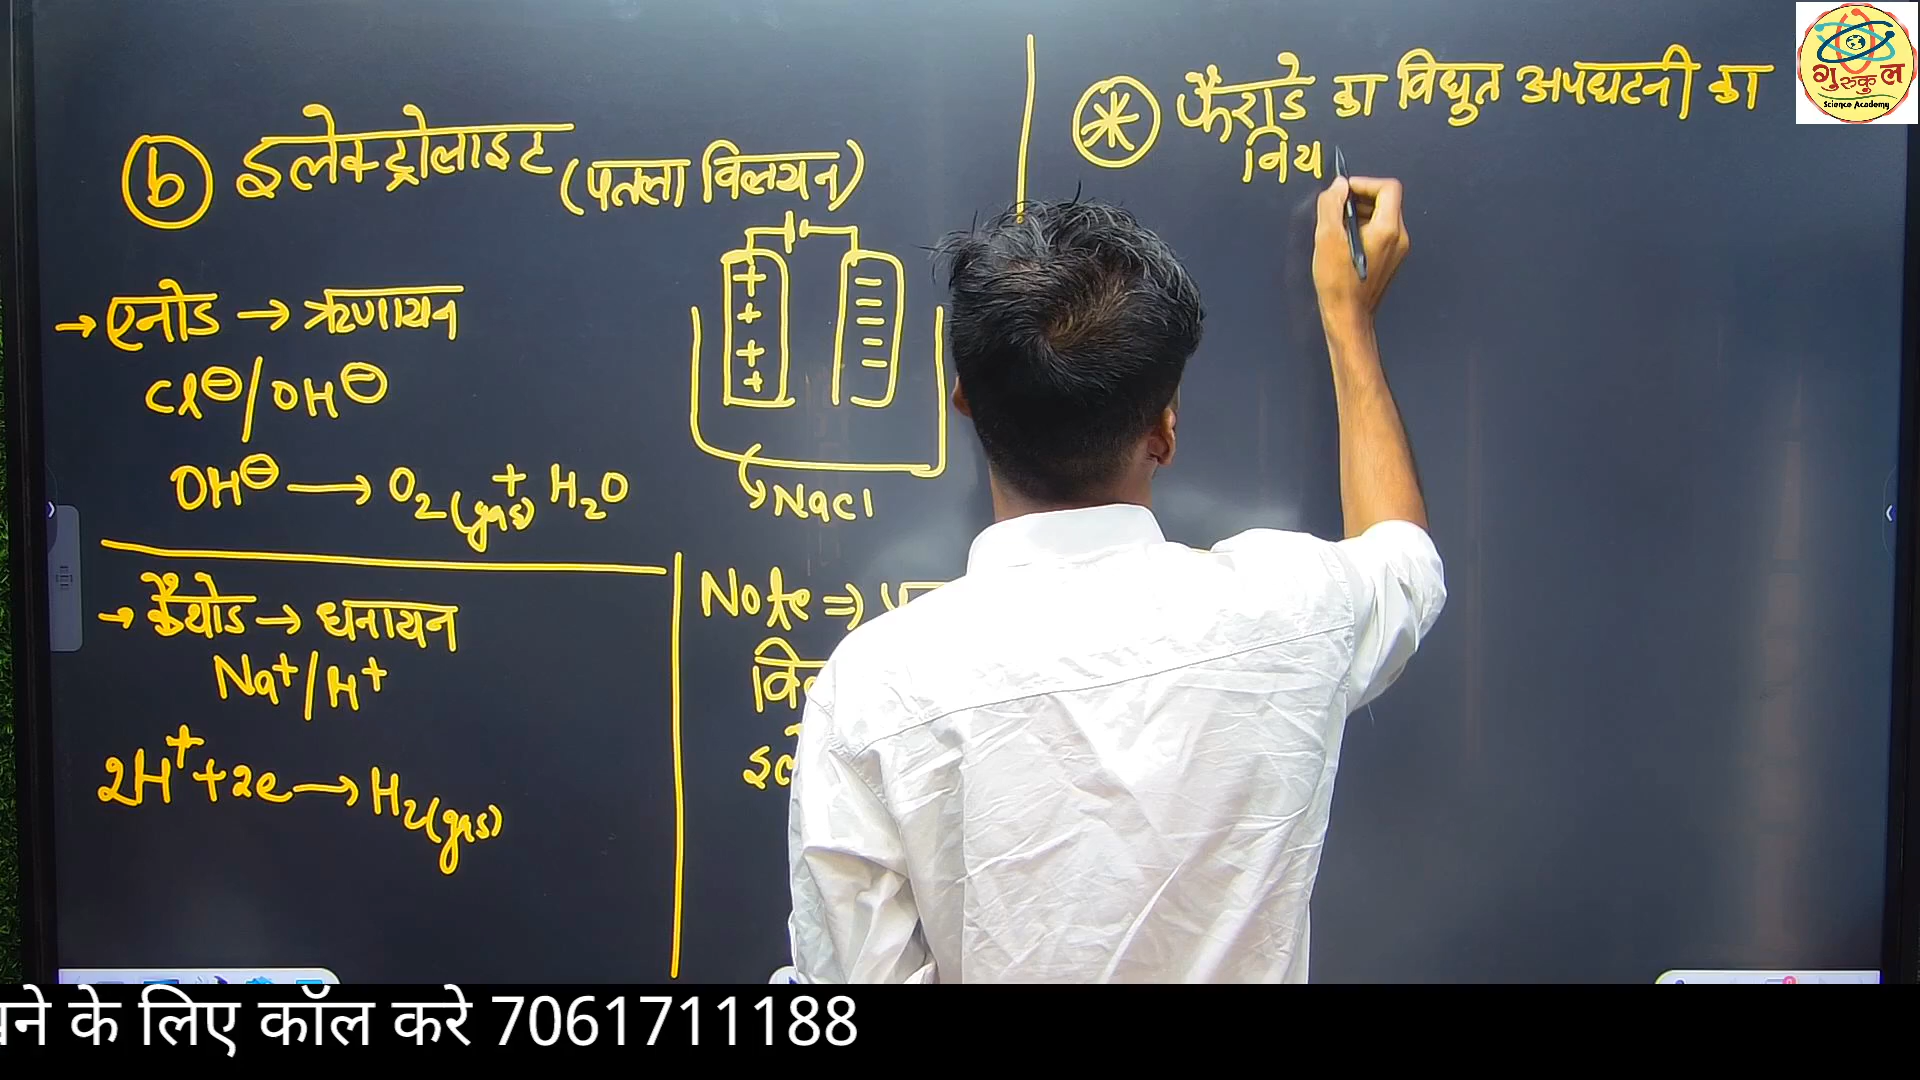 (b) इलेक्ट्रोलाइट (पतला विलयन)
→ एनोड → ऋणायन
Cl⊖/OH⊖
OH⊖ → O₂(gas) + H₂O
+ + + +
NaCl
→ कैथोड → धनायन
Na⁺/H⁺
2H⁺+2e → H₂(gas)
Note ⇒
फैराडे का विद्युत अपघटनी का
निय
गुरुकुल
Science Academy
के लिए कॉल करे 7061711188